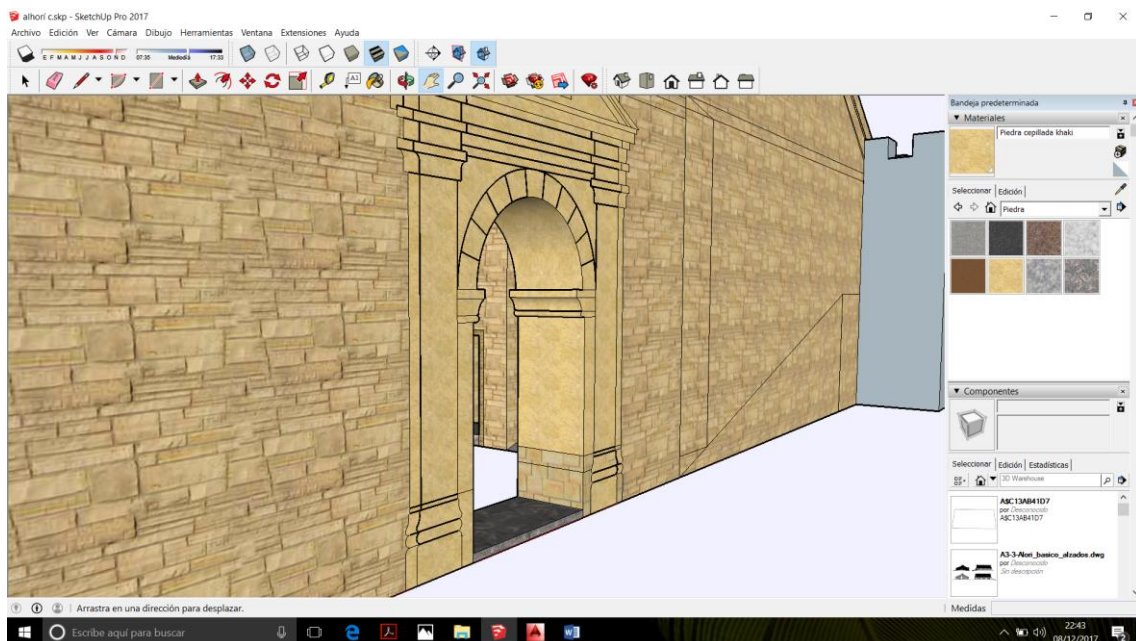 alhorí c.skp - SketchUp Pro 2017
Archivo Edición Ver Cámara Dibujo Herramientas Ventana Extensiones Ayuda
E F M A M J J A S O N D 07:35 Mediodía 17:33
A1
Bandeja predeterminada
Materiales
Piedra cepillada khaki
Seleccionar Edición
Piedra
Componentes
Seleccionar Edición Estadísticas
3D Warehouse
A$C13AB41D7
por Desconocido
A$C13AB41D7
A3-3-Alori_basico_alzados.dwg
por Desconocido
Sin descripción
Arrastra en una dirección para desplazar.
Medidas
Escribe aquí para buscar
22:43
08/12/2017